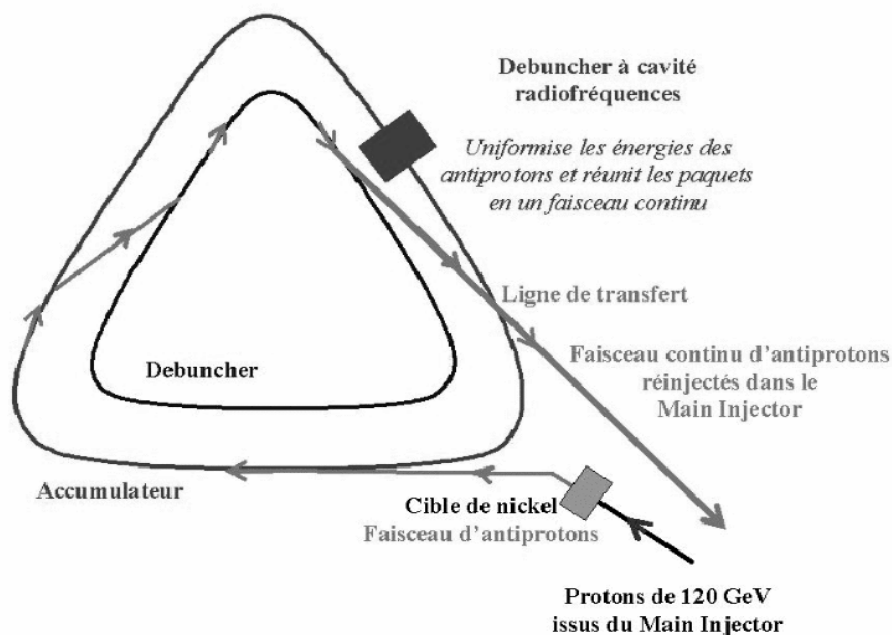 Debuncher à cavité
radiofréquences
Uniformise les énergies des
antiprotons et réunit les paquets
en un faisceau continu
Ligne de transfert
Faisceau continu d’antiprotons
réinjectés dans le
Main Injector
Debuncher
Accumulateur
Cible de nickel
Faisceau d’antiprotons
Protons de 120 GeV
issus du Main Injector